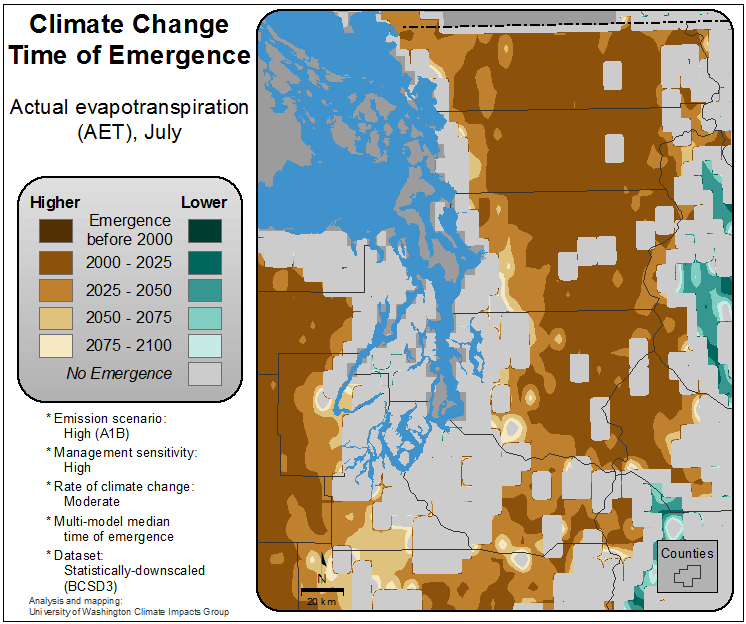 Climate Change
Time of Emergence
Actual evapotranspiration
(AET), July
Higher Lower
Emergence
before 2000
2000 - 2025
2025 - 2050
2050 - 2075
2075 - 2100
No Emergence
* Emission scenario:
High (A1B)
* Management sensitivity:
High
* Rate of climate change:
Moderate
* Multi-model median
time of emergence
* Dataset:
Statistically-downscaled
(BCSD3)
Analysis and mapping:
University of Washington Climate Impacts Group
N
20 km
Counties